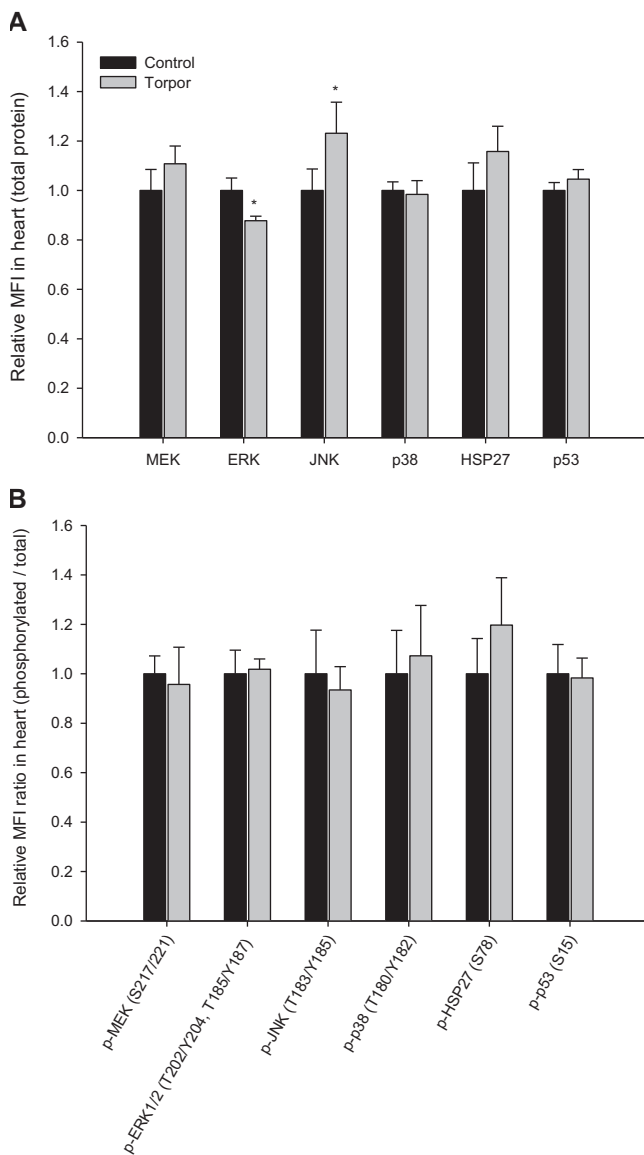 A
Relative MFI in heart (total protein)
1.6
1.4
1.2
1.0
0.8
0.6
0.4
0.2
0.0
Control
Torpor
*
*
MEK ERK JNK p38 HSP27 p53
B
Relative MFI ratio in heart (phosphorylated / total)
1.6
1.4
1.2
1.0
0.8
0.6
0.4
0.2
0.0
p-MEK (S217/221)
p-ERK1/2 (T202/Y204, T185/Y187)
p-JNK (T183/Y185)
p-p38 (T180/Y182)
p-HSP27 (S78)
p-p53 (S15)